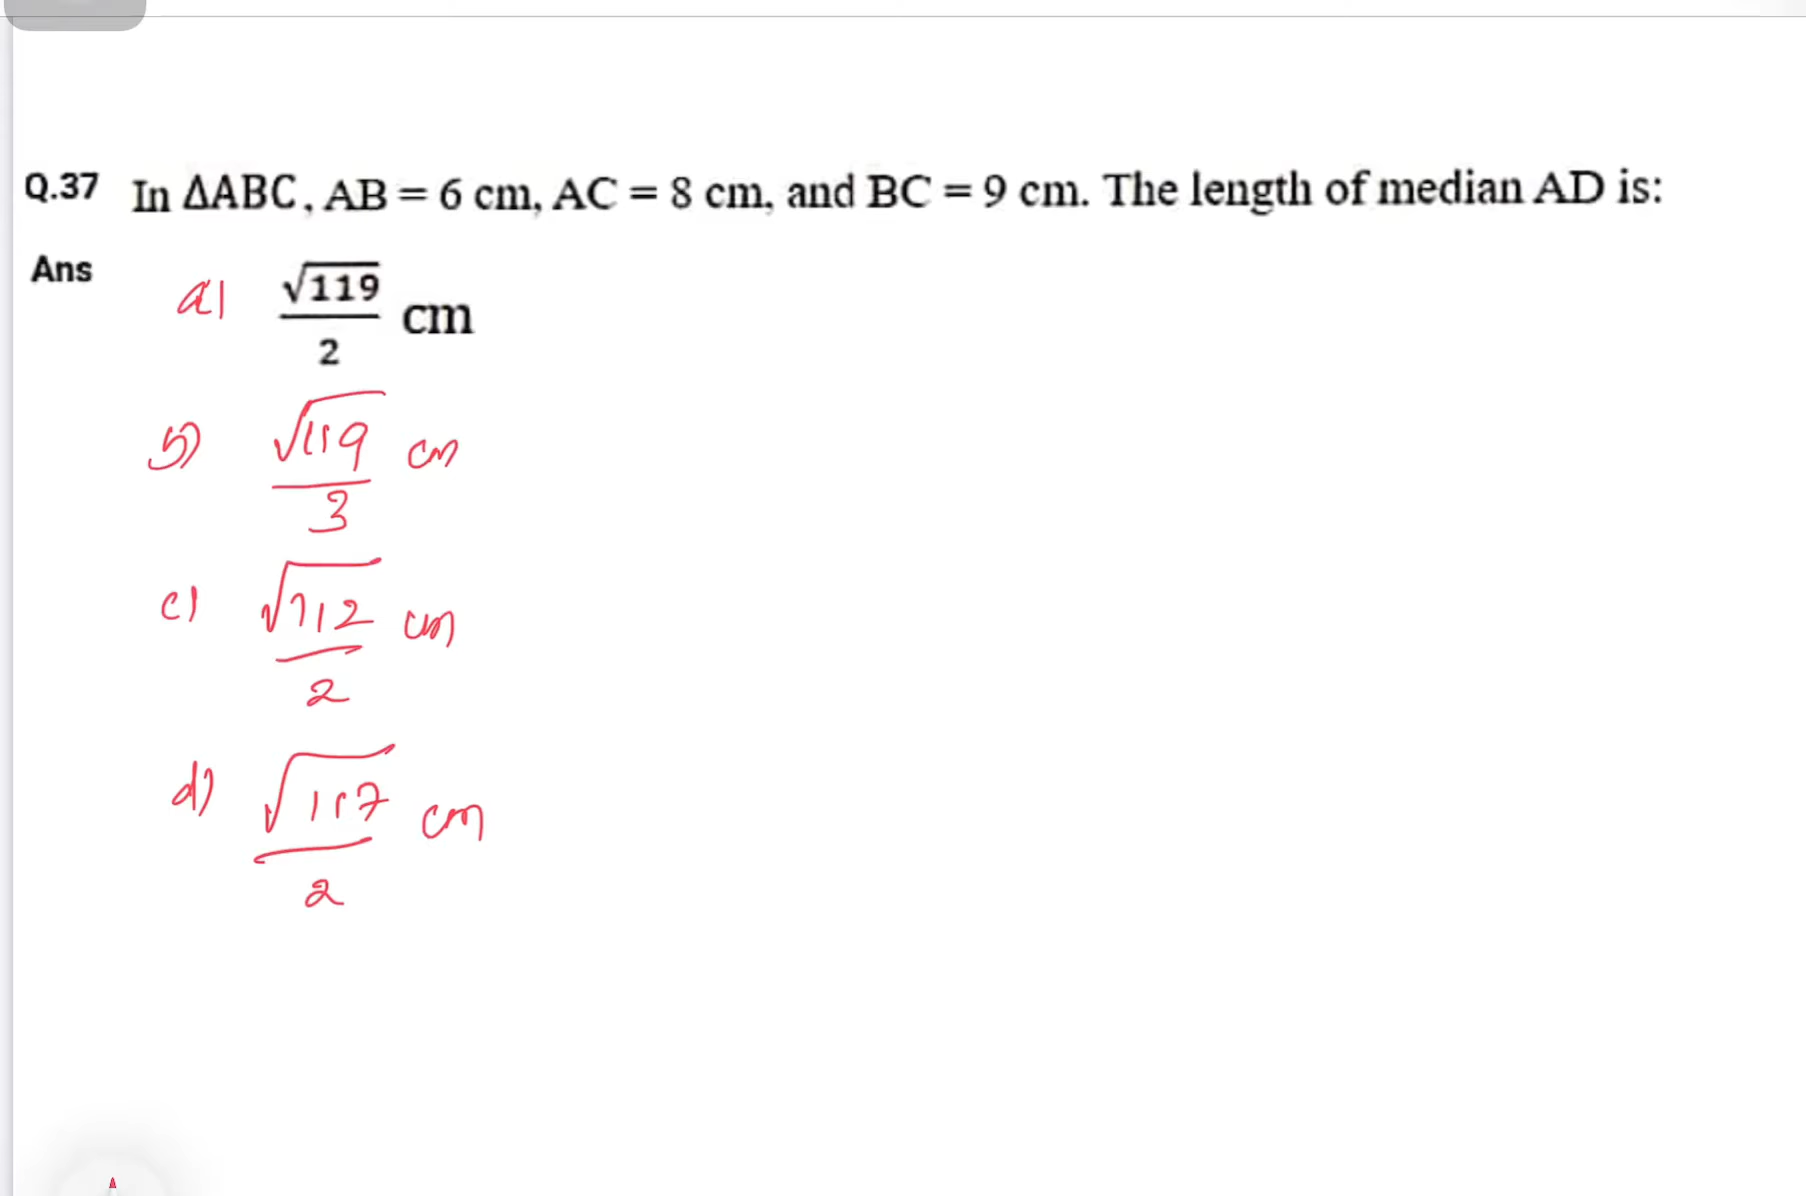 Q.37 In ΔABC, AB = 6 cm, AC = 8 cm, and BC = 9 cm. The length of median AD is:
Ans
a) √119/2 cm
b) √119/3 cm
c) √112/2 cm
d) √117/2 cm